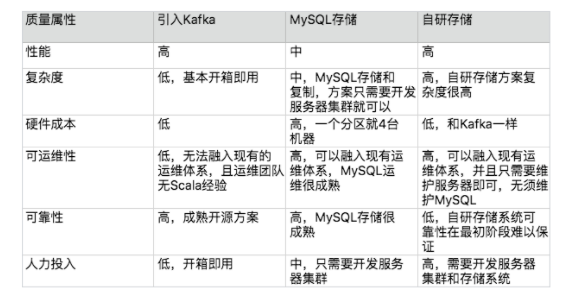 质量属性 引入Kafka MySQL存储 自研存储
性能 高 中 高
复杂度 低，基本开箱即用 中，MySQL存储和 高，自研存储方案复
复制，方案只需要开发 杂度很高
服务器集群就可以
硬件成本 低 高，一个分区就4台 低，和Kafka一样
机器
可运维性 低，无法融入现有的 高，可以融入现有运 高，可以融入现有运
运维体系，且运维团队 维体系，MySQL运 维体系，并且只需要维
无Scala经验 维很成熟 护服务器即可，无须维
护MySQL
可靠性 高，成熟开源方案 高，MySQL存储很 低，自研存储系统可
成熟 靠性在最初阶段难以保
证
人力投入 低，开箱即用 中，只需要开发服务 高，需要开发服务器
器集群 集群和存储系统